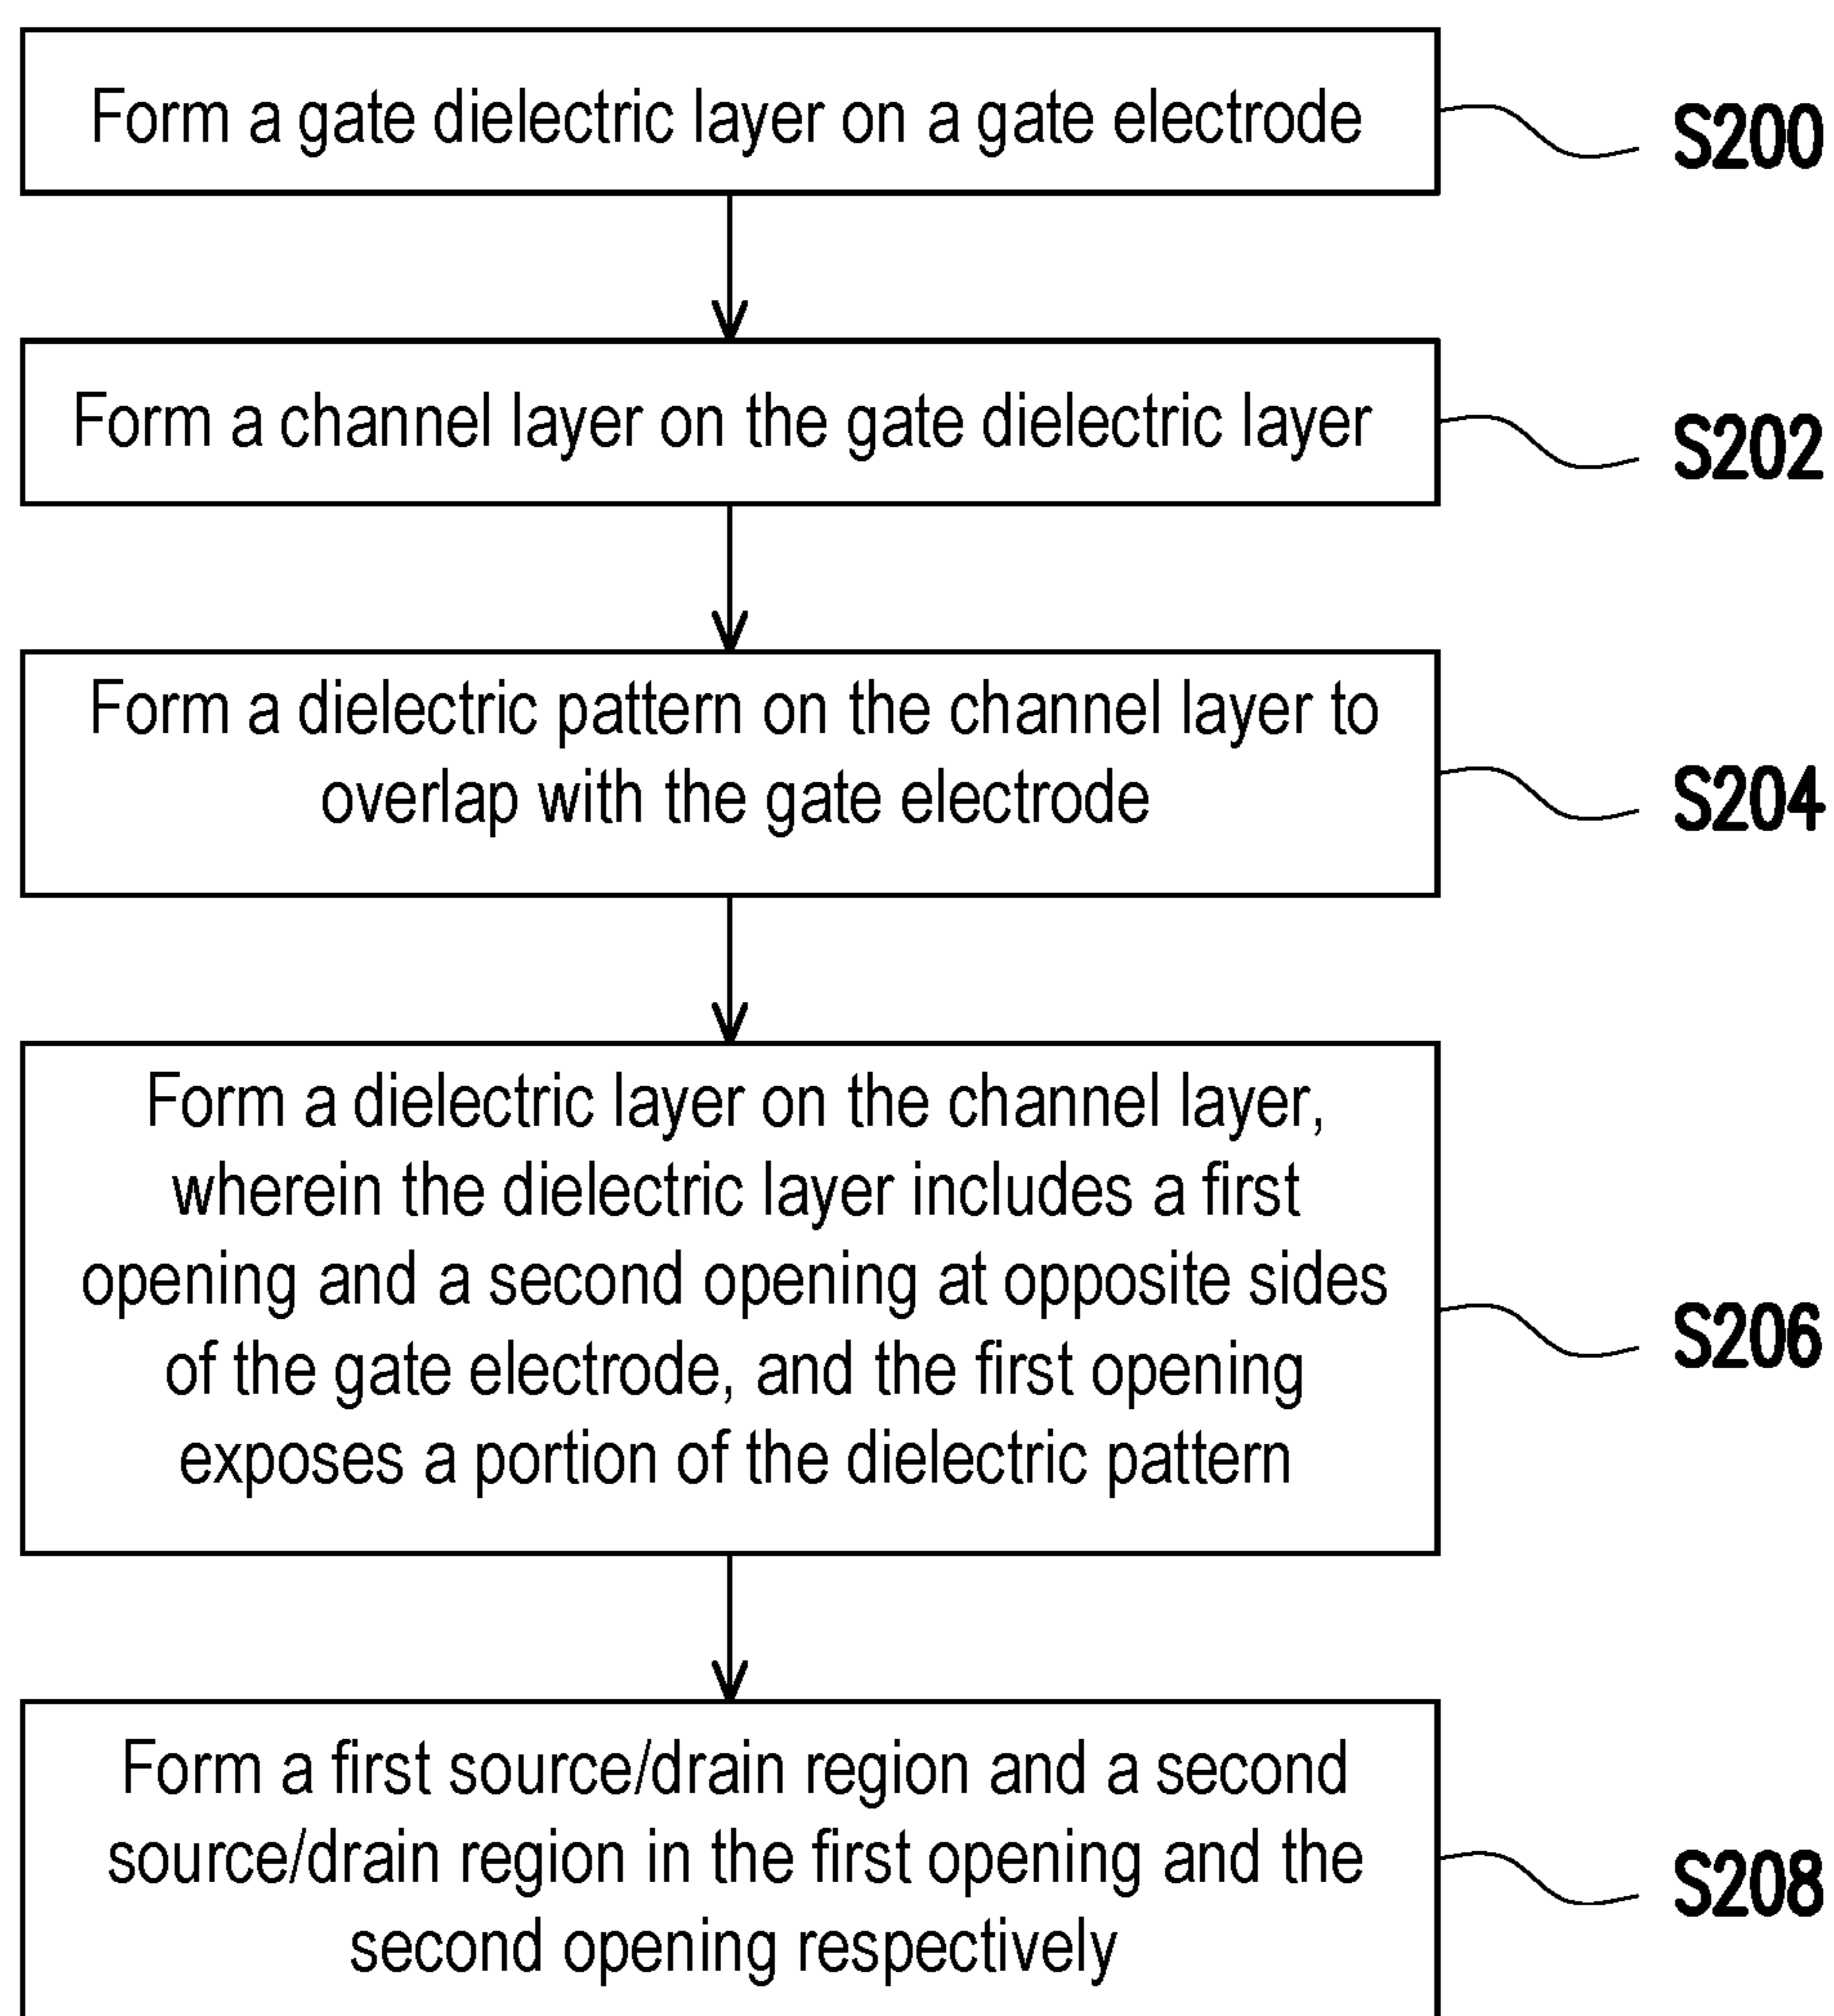 Form a gate dielectric layer on a gate electrode
S200
Form a channel layer on the gate dielectric layer
S202
Form a dielectric pattern on the channel layer to
overlap with the gate electrode
S204
Form a dielectric layer on the channel layer,
wherein the dielectric layer includes a first
opening and a second opening at opposite sides
of the gate electrode, and the first opening
exposes a portion of the dielectric pattern
S206
Form a first source/drain region and a second
source/drain region in the first opening and the
second opening respectively
S208